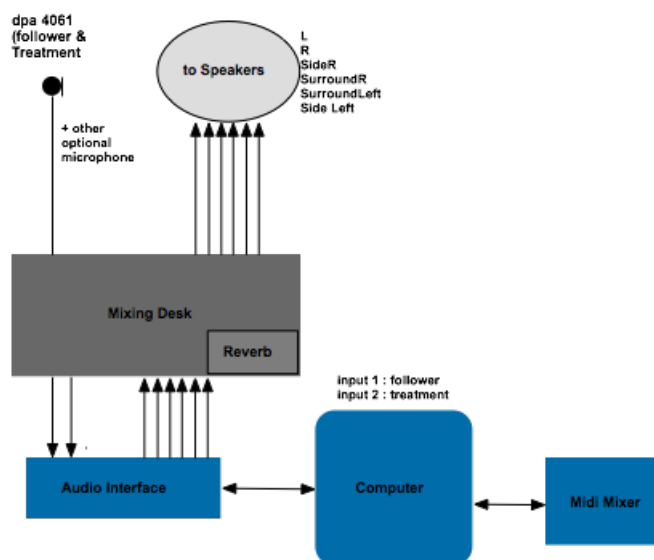 dpa 4061
(follower &
Treatment
to Speakers
L
R
SideR
SurroundR
SurroundLeft
Side Left
+ other
optional
microphone
Mixing Desk
Reverb
input 1 : follower
input 2 : treatment
Audio Interface
Computer
Midi Mixer